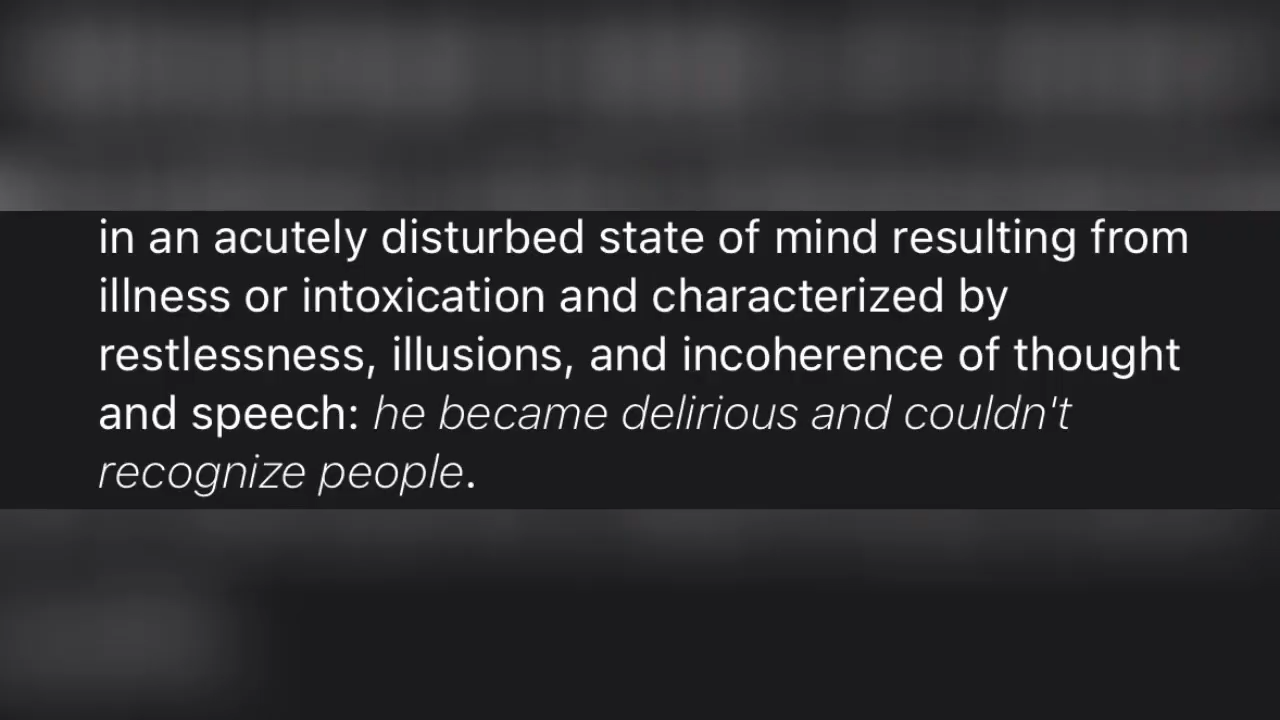 in an acutely disturbed state of mind resulting from
illness or intoxication and characterized by
restlessness, illusions, and incoherence of thought
and speech: he became delirious and couldn't
recognize people.